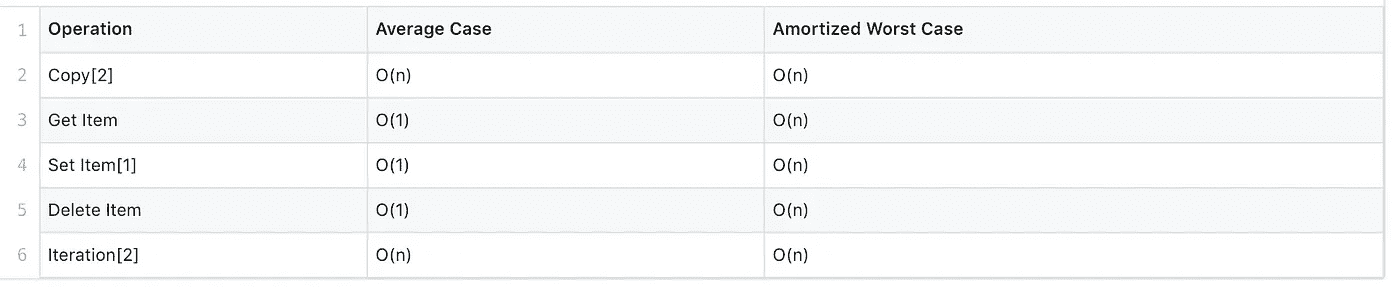 1 Operation Average Case Amortized Worst Case
2 Copy[2] O(n) O(n)
3 Get Item O(1) O(n)
4 Set Item[1] O(1) O(n)
5 Delete Item O(1) O(n)
6 Iteration[2] O(n) O(n)